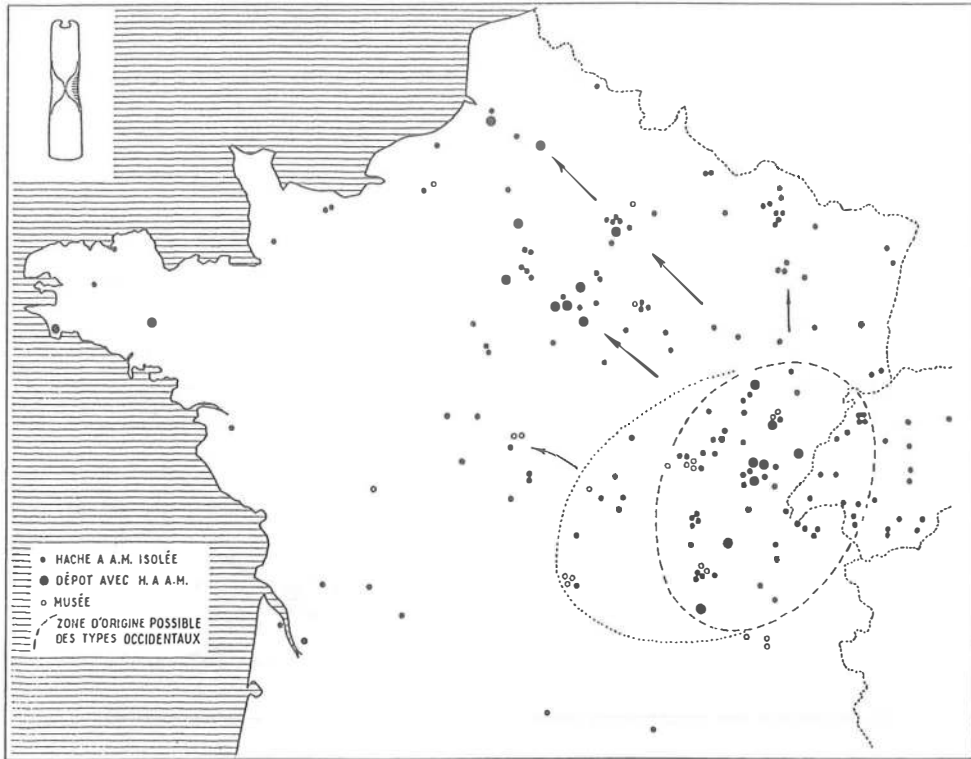 HACHE A A.M. ISOLÉE
DÉPOT AVEC H. A A.M.
MUSÉE
ZONE D'ORIGINE POSSIBLE
DES TYPES OCCIDENTAUX